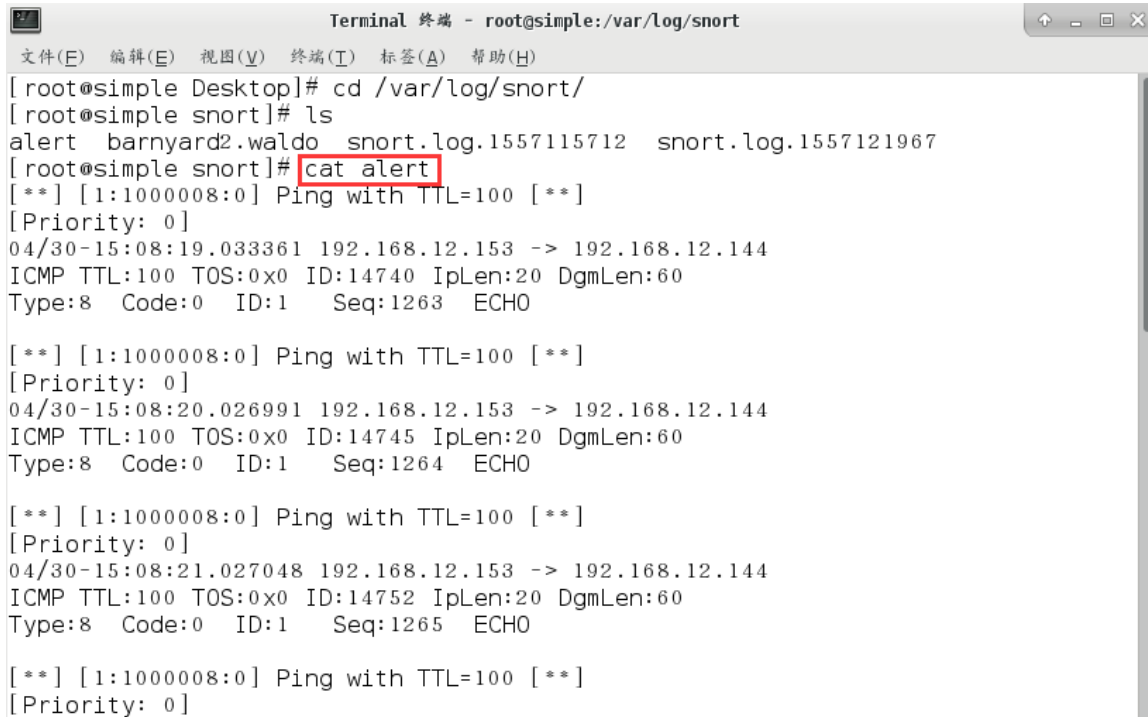 Terminal 终端 - root@simple:/var/log/snort
文件(F) 编辑(E) 视图(V) 终端(T) 标签(A) 帮助(H)
[root@simple Desktop]# cd /var/log/snort/
[root@simple snort]# ls
alert barnyard2.waldo snort.log.1557115712 snort.log.1557121967
[root@simple snort]# cat alert
[**] [1:1000008:0] Ping with TTL=100 [**]
[Priority: 0]
04/30-15:08:19.033361 192.168.12.153 -> 192.168.12.144
ICMP TTL:100 TOS:0x0 ID:14740 IpLen:20 DgmLen:60
Type:8 Code:0 ID:1 Seq:1263 ECHO
[**] [1:1000008:0] Ping with TTL=100 [**]
[Priority: 0]
04/30-15:08:20.026991 192.168.12.153 -> 192.168.12.144
ICMP TTL:100 TOS:0x0 ID:14745 IpLen:20 DgmLen:60
Type:8 Code:0 ID:1 Seq:1264 ECHO
[**] [1:1000008:0] Ping with TTL=100 [**]
[Priority: 0]
04/30-15:08:21.027048 192.168.12.153 -> 192.168.12.144
ICMP TTL:100 TOS:0x0 ID:14752 IpLen:20 DgmLen:60
Type:8 Code:0 ID:1 Seq:1265 ECHO
[**] [1:1000008:0] Ping with TTL=100 [**]
[Priority: 0]